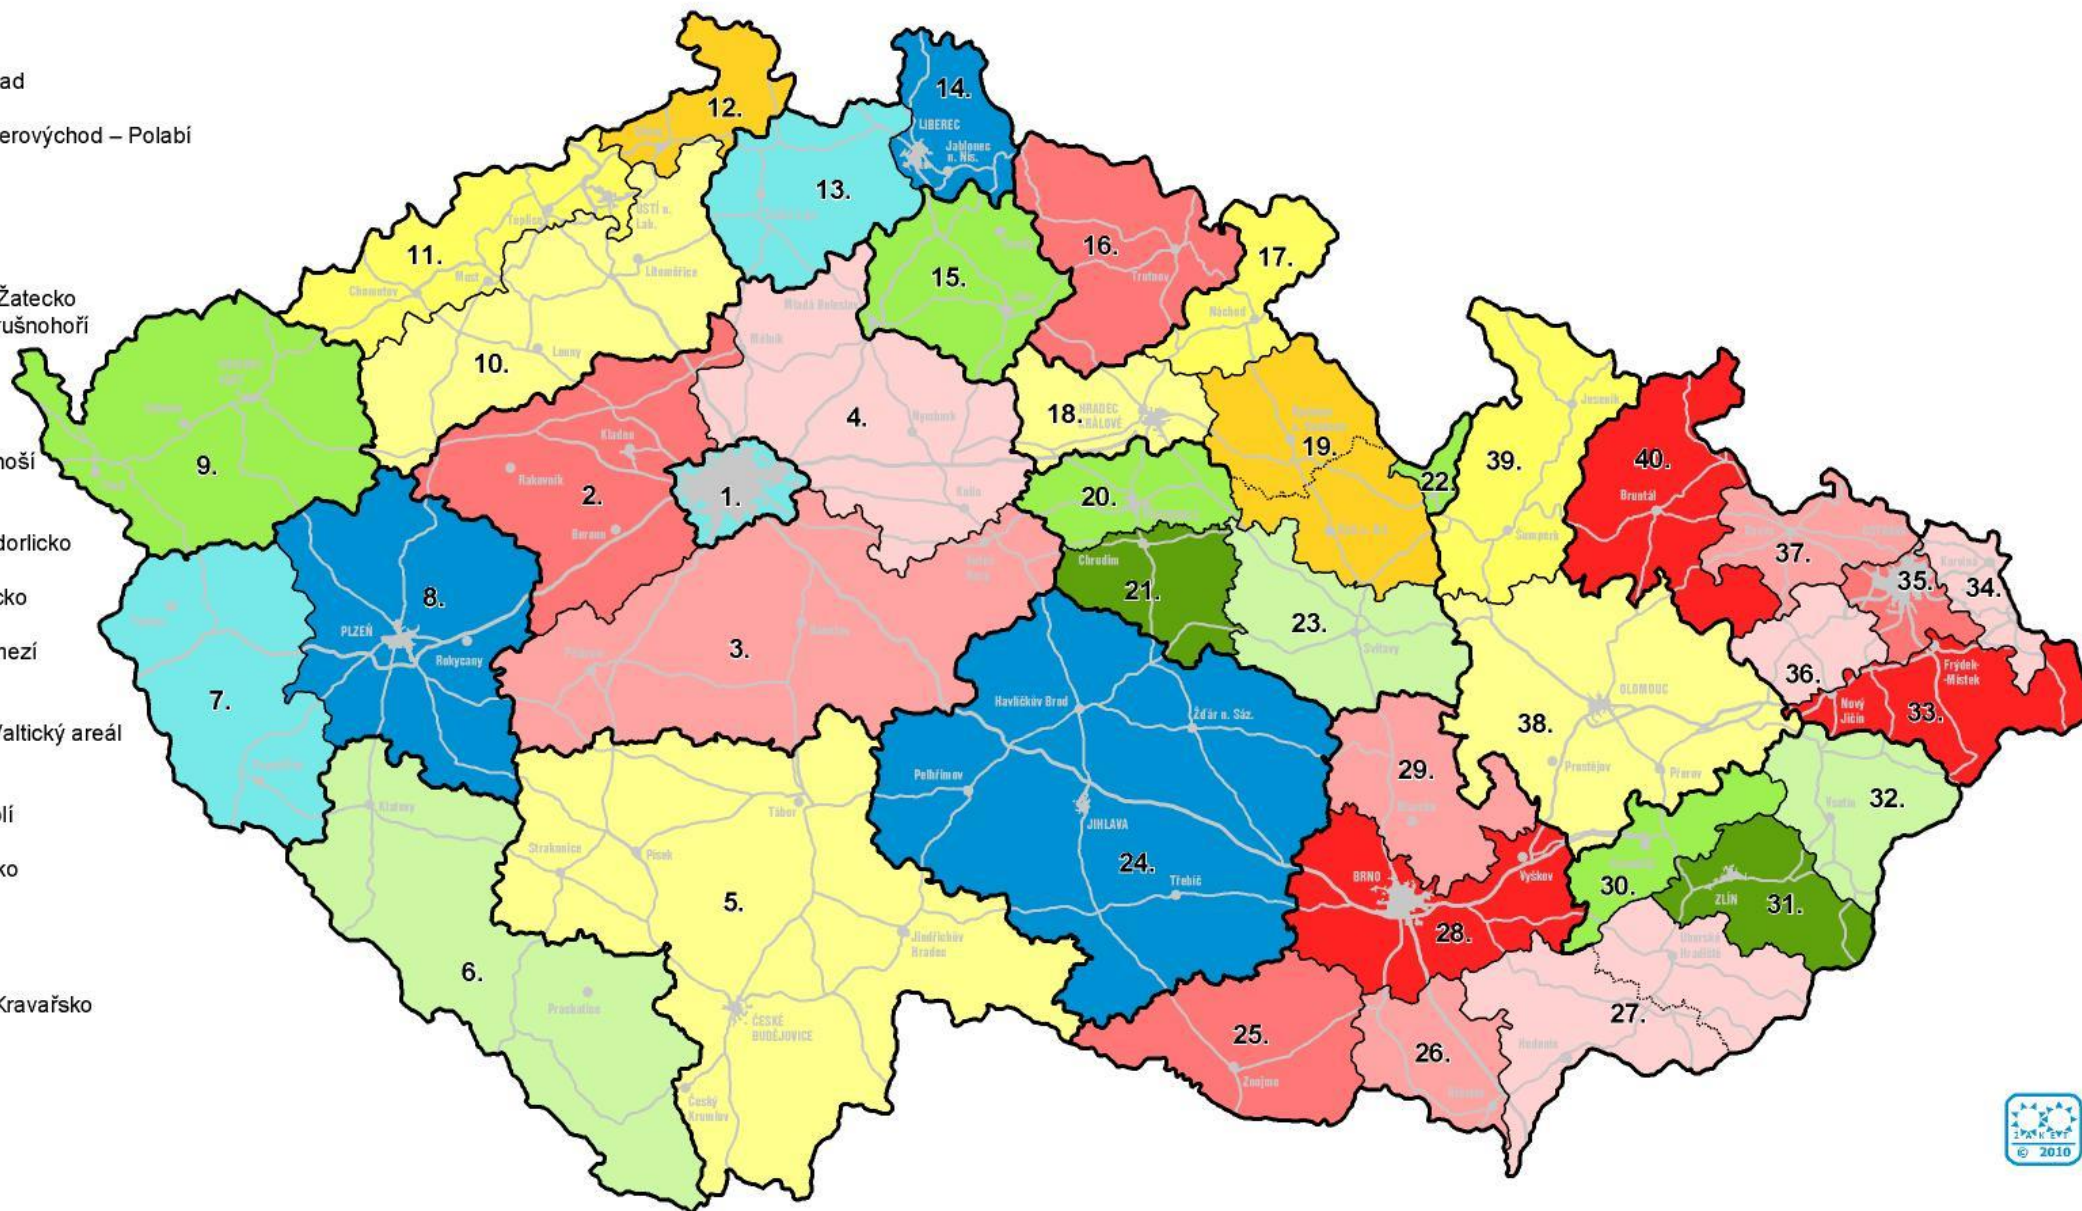 ad
erovýchod – Polabí
Žatecko
rušnohoří
noší
dorlicko
cko
mezí
Valtický areál
olí
ko
Kravařsko
12.
14.
LIBEREC
Jablonec
n. Nis.
13.
ÚSTÍ n.
Lab.
Teplice
11.
Most
Chomutov
Litoměřice
16.
Trutnov
17.
15.
Náchod
Mladá Boleslav
Mělník
10.
Louny
9.
Kladno
Rakovník
2.
Beroun
1.
4.
Nymburk
Kolín
18.
HRADEC
KRÁLOVÉ
19.
20.
22.
39.
Jeseník
Šumperk
40.
Bruntál
37.
35.
34.
Karviná
Chrudim
21.
23.
Svitavy
8.
PLZEŇ
Rokycany
3.
Benešov
Příbram
7.
36.
Frýdek-
-Místek
Nový
Jičín
33.
OLOMOUC
38.
Prostějov
Přerov
Havlíčkův Brod
Žďár n. Sáz.
Pelhřimov
JIHLAVA
24.
Třebíč
29.
Klatovy
Tábor
Strakonice
Písek
5.
Jindřichův
Hradec
6.
Prachatice
ČESKÉ
BUDĚJOVICE
Český
Krumlov
BRNO
Vyškov
28.
32.
Vsetín
30.
ZLÍN
31.
Uherské
Hradiště
27.
Hodonín
25.
Znojmo
26.
Břeclav
ŽAKET
© 2010